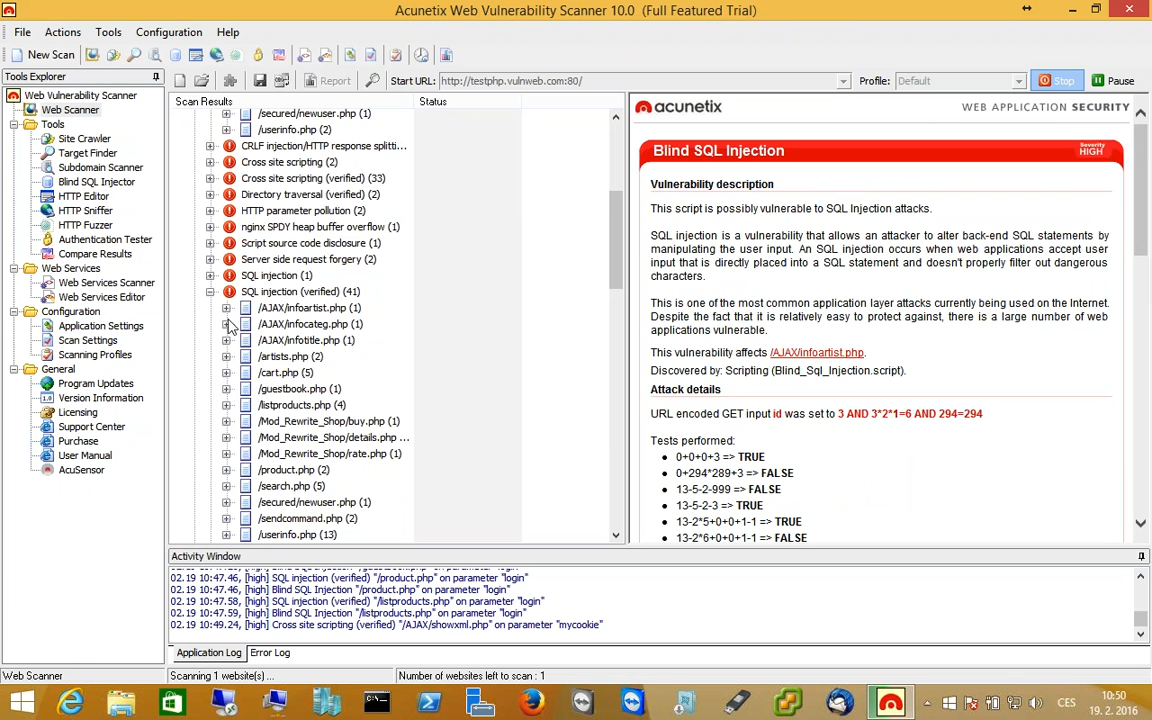 Acunetix Web Vulnerability Scanner 10.0 (Full Featured Trial)
File Actions Tools Configuration Help
New Scan
Tools Explorer
Report
Start URL: http://testphp.vulnweb.com:80/
Profile: Default
Stop
Pause
Web Vulnerability Scanner
Web Scanner
Tools
Site Crawler
Target Finder
Subdomain Scanner
Blind SQL Injector
HTTP Editor
HTTP Sniffer
HTTP Fuzzer
Authentication Tester
Compare Results
Web Services
Web Services Scanner
Web Services Editor
Configuration
Application Settings
Scan Settings
Scanning Profiles
General
Program Updates
Version Information
Licensing
Support Center
Purchase
User Manual
AcuSensor
Scan Results Status
/secured/newuser.php (1)
/userinfo.php (2)
CRLF injection/HTTP response splitti...
Cross site scripting (2)
Cross site scripting (verified) (33)
Directory traversal (verified) (2)
HTTP parameter pollution (2)
nginx SPDY heap buffer overflow (1)
Script source code disclosure (1)
Server side request forgery (2)
SQL injection (1)
SQL injection (verified) (41)
/AJAX/infoartist.php (1)
/AJAX/infocateg.php (1)
/AJAX/infotitle.php (1)
/artists.php (2)
/cart.php (5)
/guestbook.php (1)
/listproducts.php (4)
/Mod_Rewrite_Shop/buy.php (1)
/Mod_Rewrite_Shop/details.php ...
/Mod_Rewrite_Shop/rate.php (1)
/product.php (2)
/search.php (5)
/secured/newuser.php (1)
/sendcommand.php (2)
/userinfo.php (13)
acunetix WEB APPLICATION SECURITY
Blind SQL Injection
Severity
HIGH
Vulnerability description
This script is possibly vulnerable to SQL Injection attacks.
SQL injection is a vulnerability that allows an attacker to alter back-end SQL statements by
manipulating the user input. An SQL injection occurs when web applications accept user
input that is directly placed into a SQL statement and doesn't properly filter out dangerous
characters.
This is one of the most common application layer attacks currently being used on the Internet.
Despite the fact that it is relatively easy to protect against, there is a large number of web
applications vulnerable.
This vulnerability affects /AJAX/infoartist.php.
Discovered by: Scripting (Blind_Sql_Injection.script).
Attack details
URL encoded GET input id was set to 3 AND 3*2*1=6 AND 294=294
Tests performed:
0+0+0+3 => TRUE
0+294*289+3 => FALSE
13-5-2-999 => FALSE
13-5-2-3 => TRUE
13-2*5+0+0+1-1 => TRUE
13-2*6+0+0+1-1 => FALSE
Activity Window
02.19 10:47.46, [high] SQL injection (verified) "/product.php" on parameter "login"
02.19 10:47.46, [high] Blind SQL Injection "/product.php" on parameter "login"
02.19 10:47.58, [high] SQL injection (verified) "/listproducts.php" on parameter "login"
02.19 10:47.59, [high] Blind SQL Injection "/listproducts.php" on parameter "login"
02.19 10:49.24, [high] Cross site scripting (verified) "/AJAX/showxml.php" on parameter "mycookie"
Application Log Error Log
Web Scanner
Scanning 1 website(s) ...
Number of websites left to scan : 1
CES
10:50
19. 2. 2016